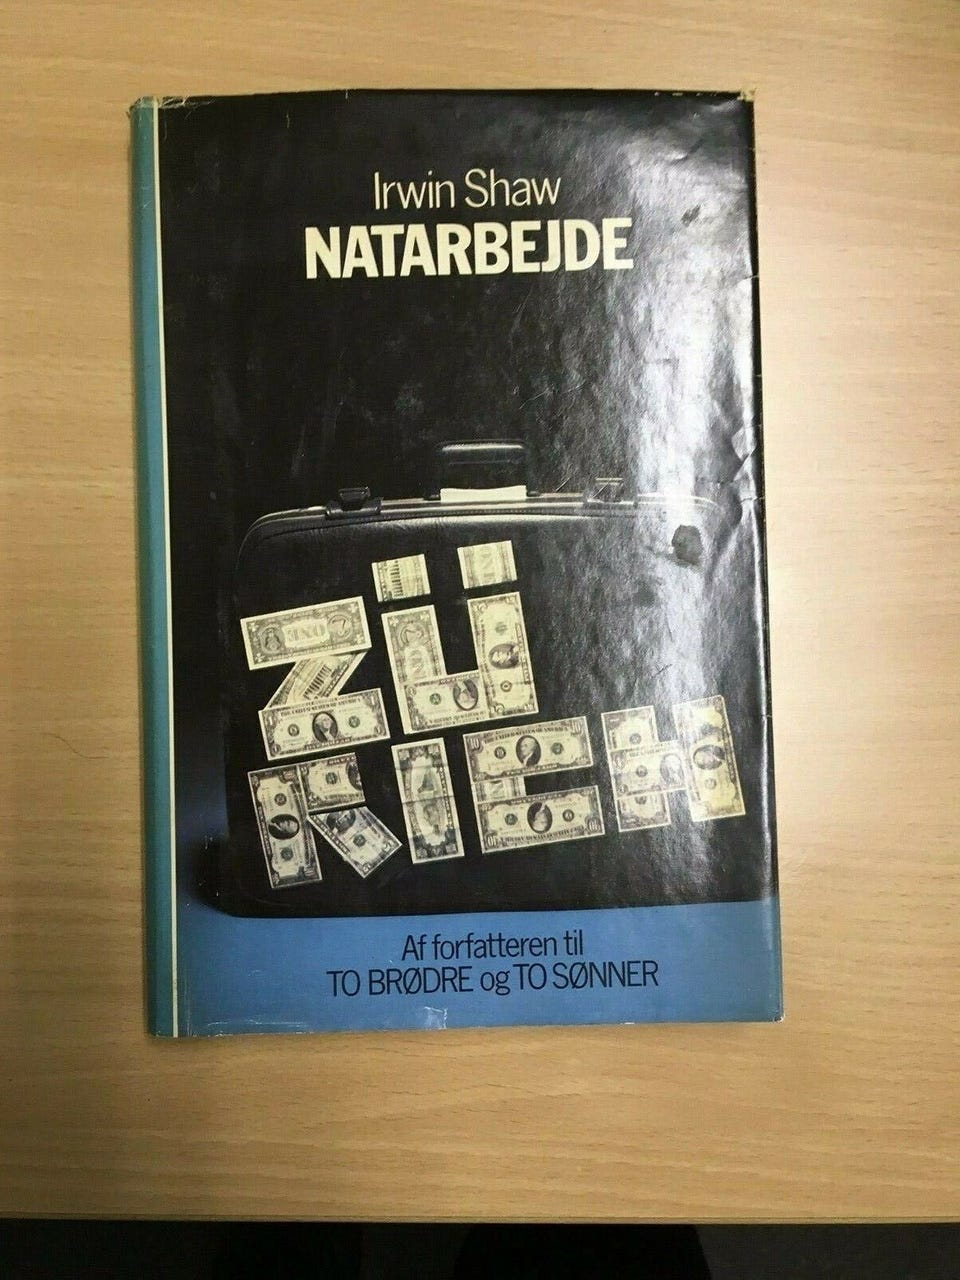 Irwin Shaw
NATARBEJDE
ZÜ
RICH
Af forfatteren til
TO BRØDRE og TO SØNNER